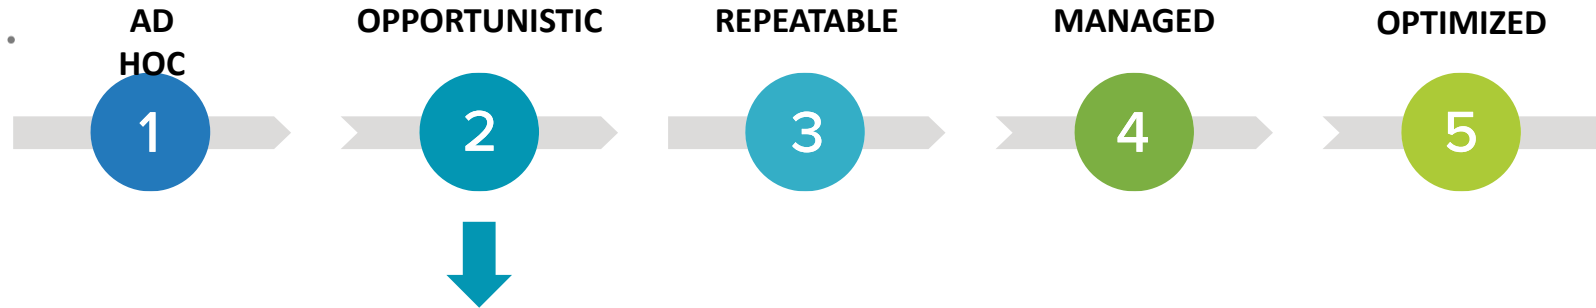 AD
HOC
OPPORTUNISTIC
REPEATABLE
MANAGED
OPTIMIZED
1
2
3
4
5